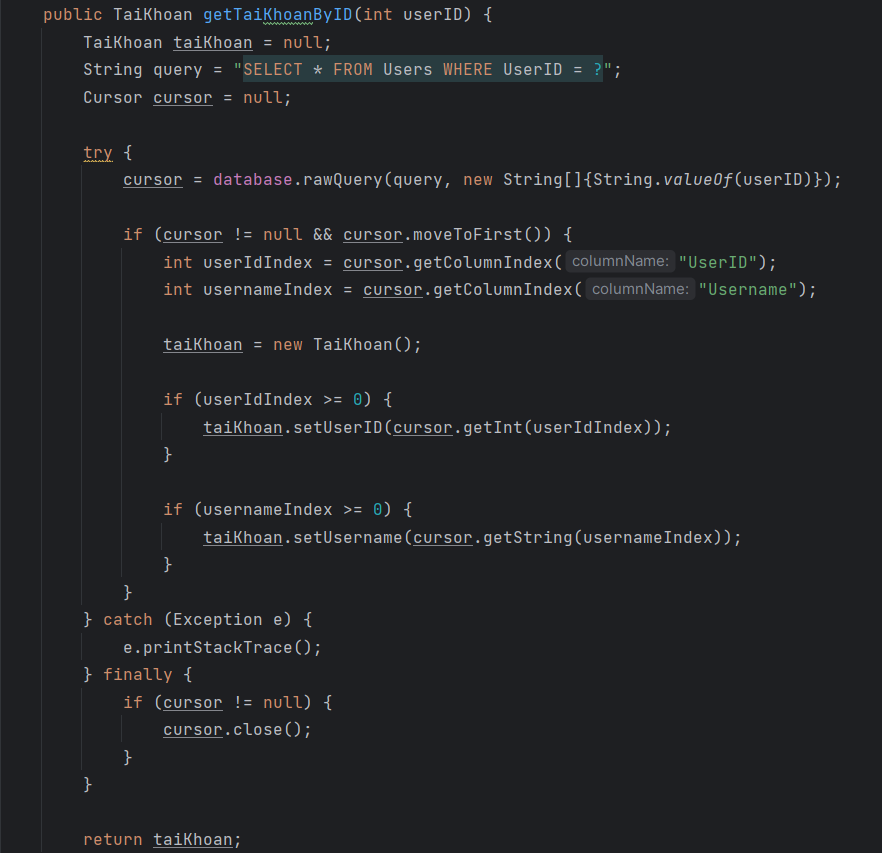 public TaiKhoan getTaiKhoanByID(int userID) {
TaiKhoan taiKhoan = null;
String query = "SELECT * FROM Users WHERE UserID = ?";
Cursor cursor = null;
try {
cursor = database.rawQuery(query, new String[]{String.valueOf(userID)});
if (cursor != null && cursor.moveToFirst()) {
int userIdIndex = cursor.getColumnIndex( columnName: "UserID");
int usernameIndex = cursor.getColumnIndex( columnName: "Username");
taiKhoan = new TaiKhoan();
if (userIdIndex >= 0) {
taiKhoan.setUserID(cursor.getInt(userIdIndex));
}
if (usernameIndex >= 0) {
taiKhoan.setUsername(cursor.getString(usernameIndex));
}
}
} catch (Exception e) {
e.printStackTrace();
} finally {
if (cursor != null) {
cursor.close();
}
}
return taiKhoan;